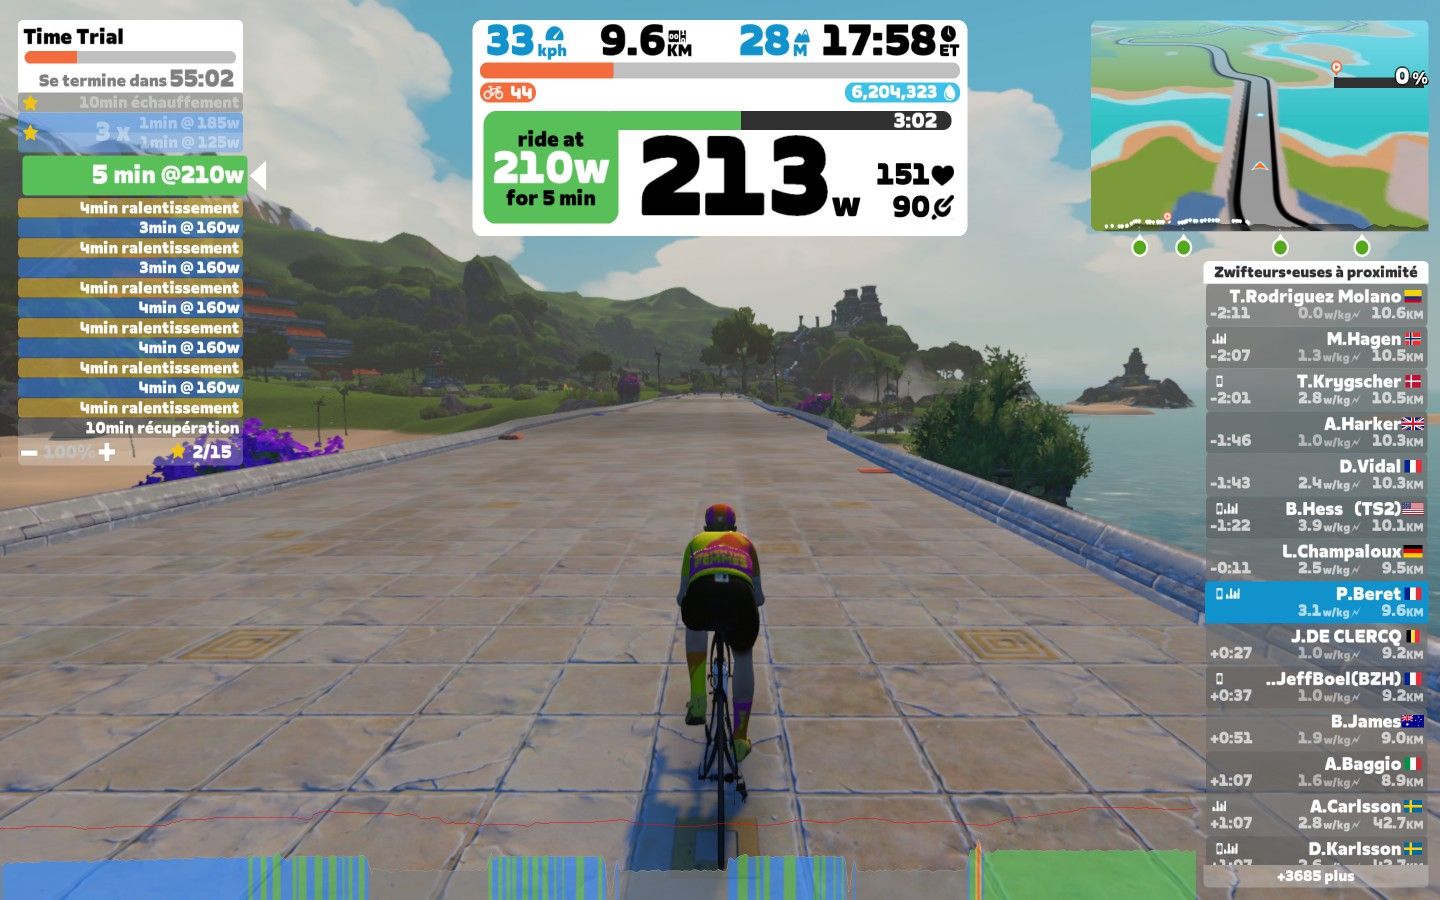 Time Trial
Se termine dans 55:02
10min échauffement
3 x 1min @ 185w
1min @ 125w
5 min @210w
4min ralentissement
3min @ 160w
4min ralentissement
3min @ 160w
4min ralentissement
4min @ 160w
4min ralentissement
4min @ 160w
4min ralentissement
4min @ 160w
4min ralentissement
10min récupération
100%
2/15
33 kph 9.6 KM 28 M 17:58 ET
44 6,204,323
3:02
ride at
210w
for 5 min
213 w
151
90
0 %
Zwifteurs•euses à proximité
T.Rodriguez Molano
-2:11 0.0 w/kg 10.6 KM
M.Hagen
-2:07 1.3 w/kg 10.5 KM
T.Krygscher
-2:01 2.8 w/kg 10.5 KM
A.Harker
-1:46 1.0 w/kg 10.3 KM
D.Vidal
-1:43 2.4 w/kg 10.3 KM
B.Hess (TS2)
-1:22 3.9 w/kg 10.1 KM
L.Champaloux
-0:11 2.5 w/kg 9.5 KM
P.Beret
3.1 w/kg 9.6 KM
J.DE CLERCQ
+0:27 1.0 w/kg 9.2 KM
..JeffBoel(BZH)
+0:37 1.0 w/kg 9.2 KM
B.James
+0:51 1.9 w/kg 9.0 KM
A.Baggio
+1:07 1.6 w/kg 8.9 KM
A.Carlsson
+1:07 2.8 w/kg 42.7 KM
D.Karlsson
+3685 plus